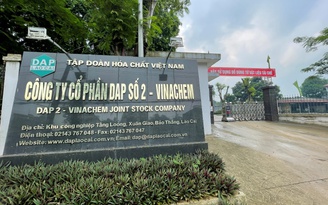 DAP
LAO CAI
TẬP ĐOÀN HÓA CHẤT VIỆT NAM
CÔNG TY CỔ PHẦN DAP SỐ 2 - VINACHEM
DAP 2 - VINACHEM JOINT STOCK COMPANY
Địa chỉ: Khu công nghiệp Tằng Loỏng, Xuân Giao, Bảo Thắng, Lào Cai
Điện thoại: 02143 767 048 - Fax: 02143 767
Website: www.daplaocai.com.vn; Email: dap@daplaocai.com.vn